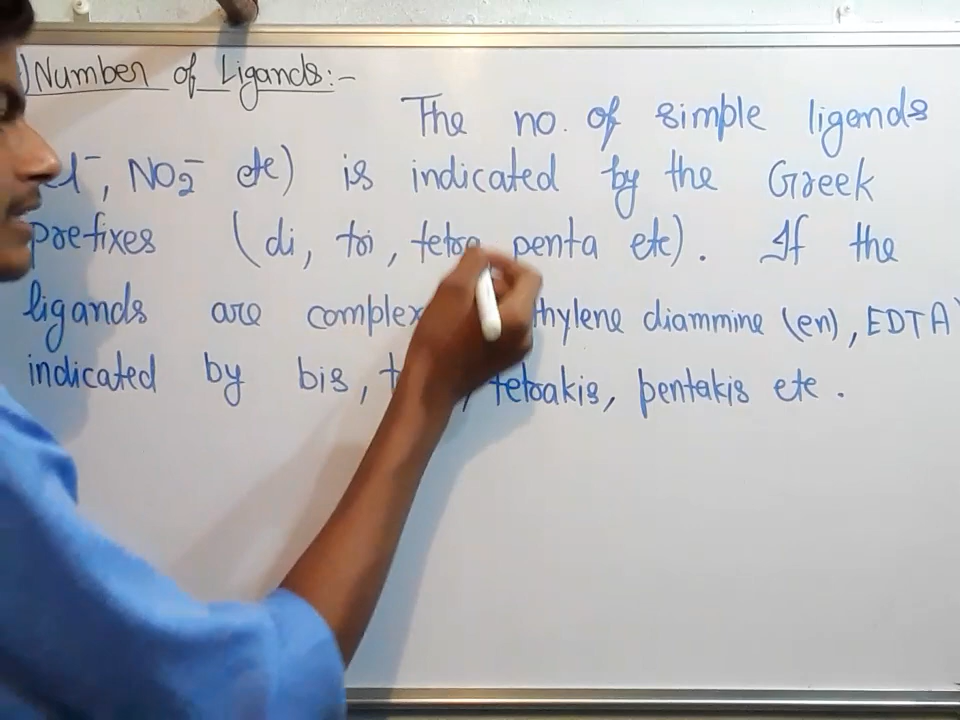 Number of Ligands:-
The no. of simple ligands
NO₂⁻ etc) is indicated by the Greek
prefixes (di, tri, tetra penta etc). If the
ligands are complex diammine (en), EDTA
indicated by bis, tetrakis, pentakis etc.